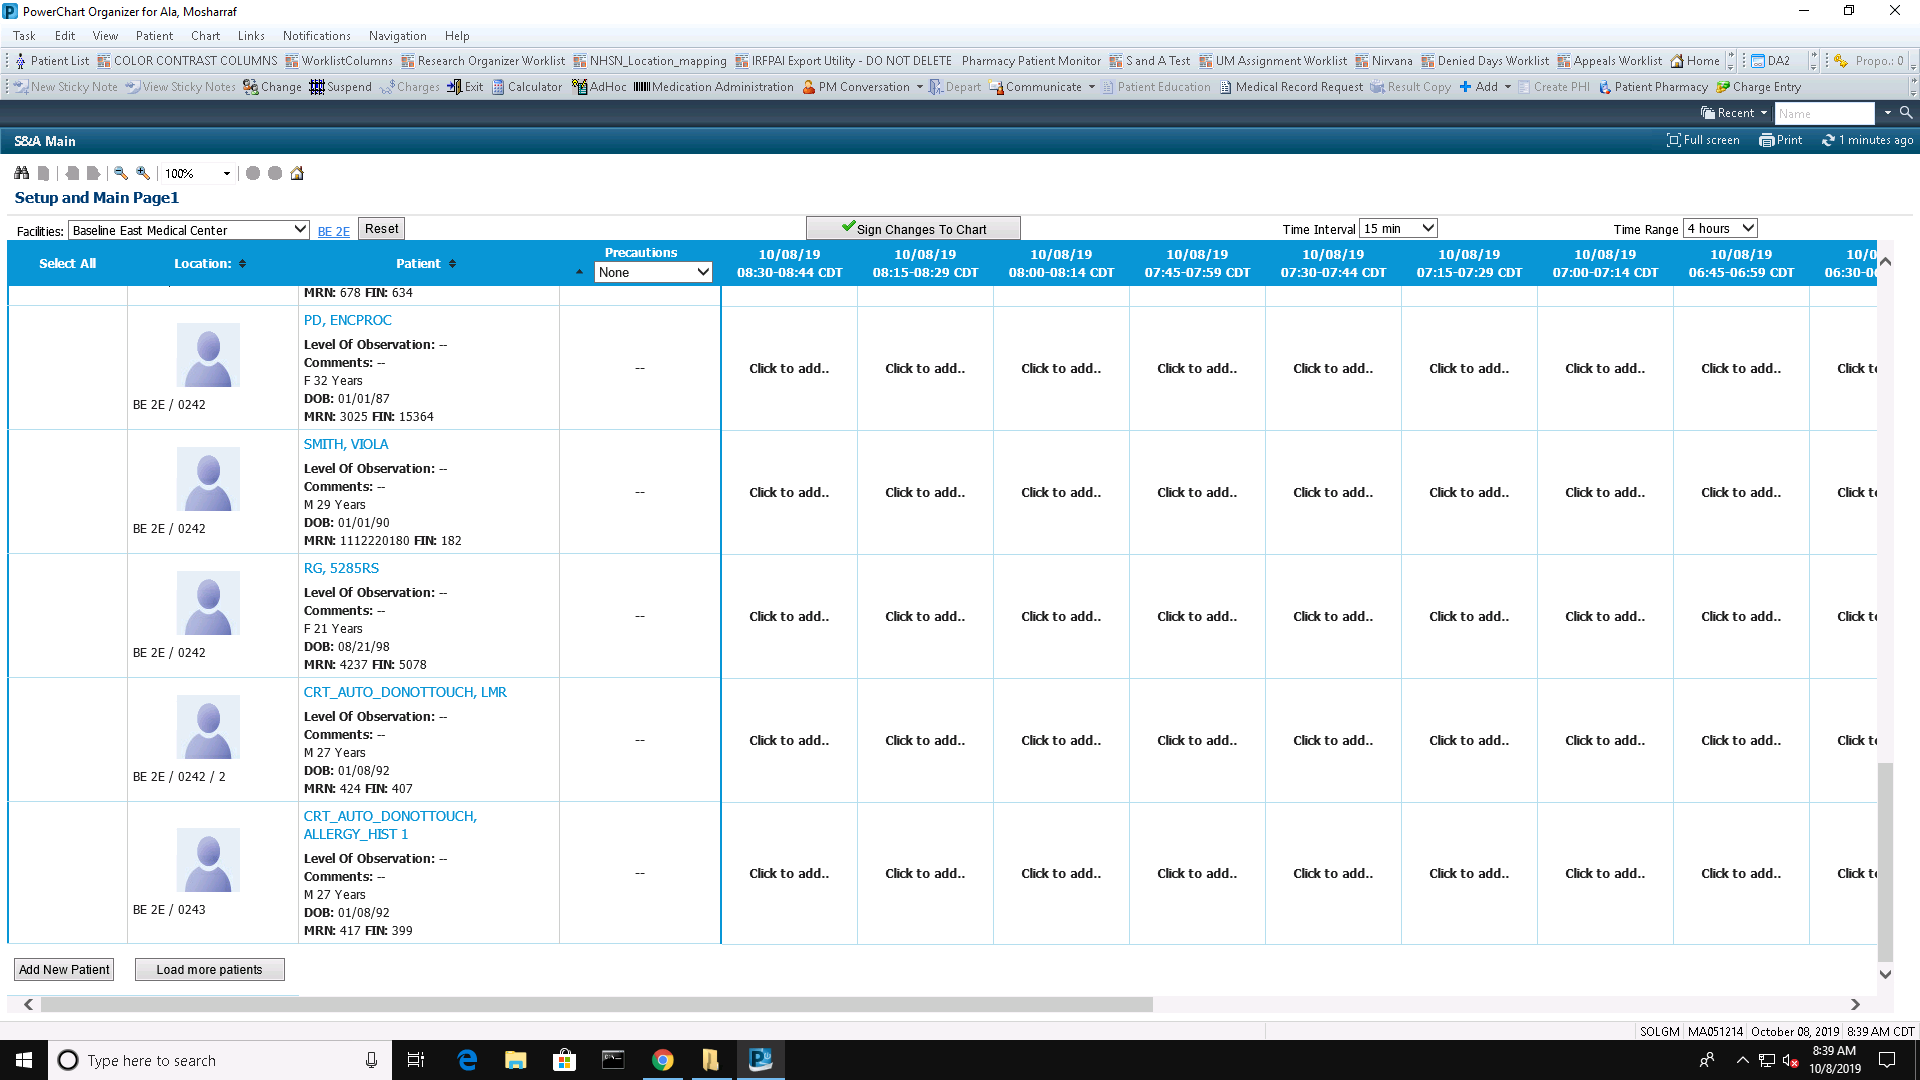 PowerChart Organizer for Ala, Mosharraf
Task Edit View Patient Chart Links Notifications Navigation Help
Patient List COLOR CONTRAST COLUMNS WorklistColumns Research Organizer Worklist NHSN_Location_mapping IRFPAI Export Utility - DO NOT DELETE Pharmacy Patient Monitor S and A Test UM Assignment Worklist Nirvana Denied Days Worklist Appeals Worklist Home DA2 Propo.: 0
New Sticky Note View Sticky Notes Change Suspend Charges Exit Calculator AdHoc Medication Administration PM Conversation Depart Communicate Patient Education Medical Record Request Result Copy Add Create PHI Patient Pharmacy Charge Entry
Recent Name
S&A Main Full screen Print 1 minutes ago
100%
Setup and Main Page1
Facilities: Baseline East Medical Center BE 2E Reset Sign Changes To Chart Time Interval 15 min Time Range 4 hours
Select All Location: Patient Precautions None
10/08/19 10/08/19 10/08/19 10/08/19 10/08/19 10/08/19 10/08/19 10/08/19 10/0
08:30-08:44 CDT 08:15-08:29 CDT 08:00-08:14 CDT 07:45-07:59 CDT 07:30-07:44 CDT 07:15-07:29 CDT 07:00-07:14 CDT 06:45-06:59 CDT 06:30-0
MRN: 678 FIN: 634
PD, ENCPROC
Level Of Observation: --
Comments: --
F 32 Years
DOB: 01/01/87
MRN: 3025 FIN: 15364
BE 2E / 0242
-- Click to add.. Click to add.. Click to add.. Click to add.. Click to add.. Click to add.. Click to add.. Click to add.. Click t
SMITH, VIOLA
Level Of Observation: --
Comments: --
M 29 Years
DOB: 01/01/90
MRN: 1112220180 FIN: 182
BE 2E / 0242
-- Click to add.. Click to add.. Click to add.. Click to add.. Click to add.. Click to add.. Click to add.. Click to add.. Click t
RG, 5285RS
Level Of Observation: --
Comments: --
F 21 Years
DOB: 08/21/98
MRN: 4237 FIN: 5078
BE 2E / 0242
-- Click to add.. Click to add.. Click to add.. Click to add.. Click to add.. Click to add.. Click to add.. Click to add.. Click t
CRT_AUTO_DONOTTOUCH, LMR
Level Of Observation: --
Comments: --
M 27 Years
DOB: 01/08/92
MRN: 424 FIN: 407
BE 2E / 0242 / 2
-- Click to add.. Click to add.. Click to add.. Click to add.. Click to add.. Click to add.. Click to add.. Click to add.. Click t
CRT_AUTO_DONOTTOUCH,
ALLERGY_HIST 1
Level Of Observation: --
Comments: --
M 27 Years
DOB: 01/08/92
MRN: 417 FIN: 399
BE 2E / 0243
-- Click to add.. Click to add.. Click to add.. Click to add.. Click to add.. Click to add.. Click to add.. Click to add.. Click t
Add New Patient Load more patients
SOLGM MA051214 October 08, 2019 8:39 AM CDT
Type here to search
8:39 AM
10/8/2019